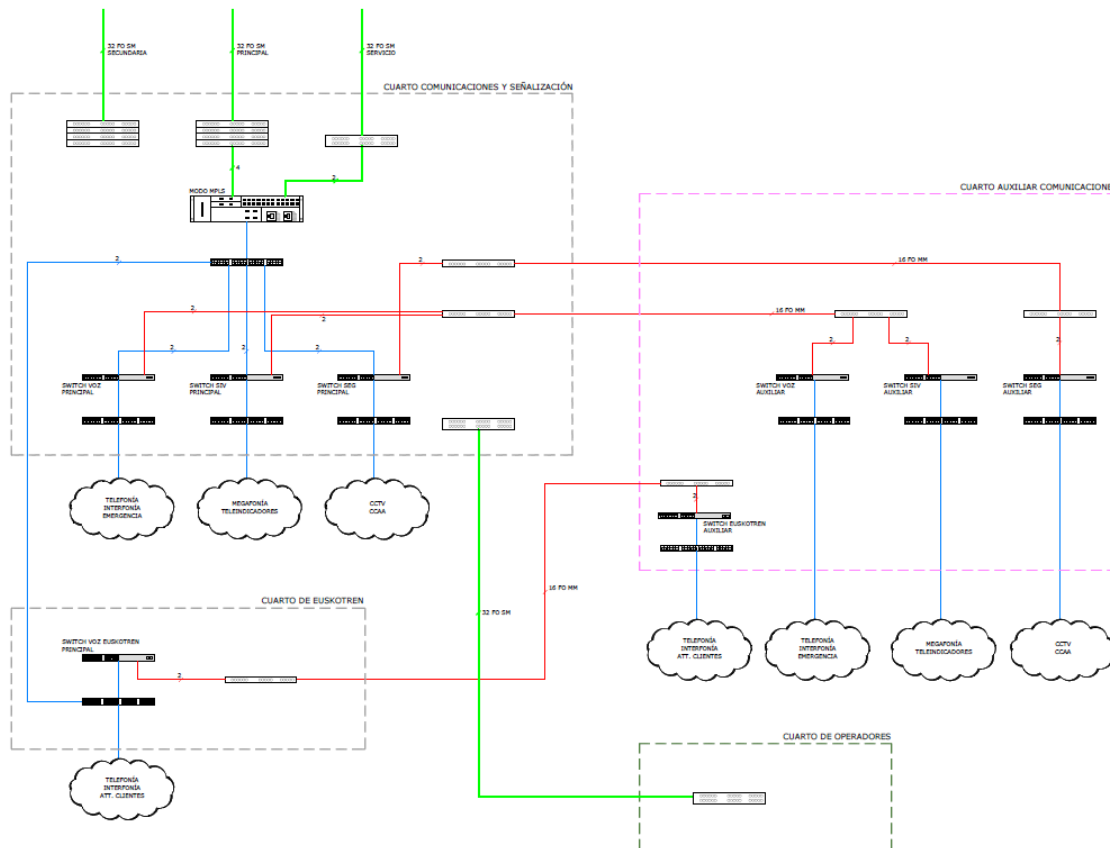 32 FO SM
SECUNDARIA
32 FO SM
PRINCIPAL
32 FO SM
SERVICIO
CUARTO COMUNICACIONES Y SEÑALIZACIÓN
4
2
MODO MPLS
CUARTO AUXILIAR COMUNICACIONE
2
2
16 FO MM
2
2
16 FO MM
2
2
2
2
2
2
SWITCH VOZ
PRINCIPAL
SWITCH SIV
PRINCIPAL
SWITCH SEG
PRINCIPAL
SWITCH VOZ
AUXILIAR
SWITCH SIV
AUXILIAR
SWITCH SEG
AUXILIAR
TELEFONÍA
INTERFONÍA
EMERGENCIA
MEGAFONÍA
TELEINDICADORES
CCTV
CCAA
2
SWITCH EUSKOTREN
AUXILIAR
16 FO MM
32 FO SM
CUARTO DE EUSKOTREN
SWITCH VOZ EUSKOTREN
PRINCIPAL
2
TELEFONÍA
INTERFONÍA
ATT. CLIENTES
TELEFONÍA
INTERFONÍA
EMERGENCIA
MEGAFONÍA
TELEINDICADORES
CCTV
CCAA
CUARTO DE OPERADORES
TELEFONÍA
INTERFONÍA
ATT. CLIENTES